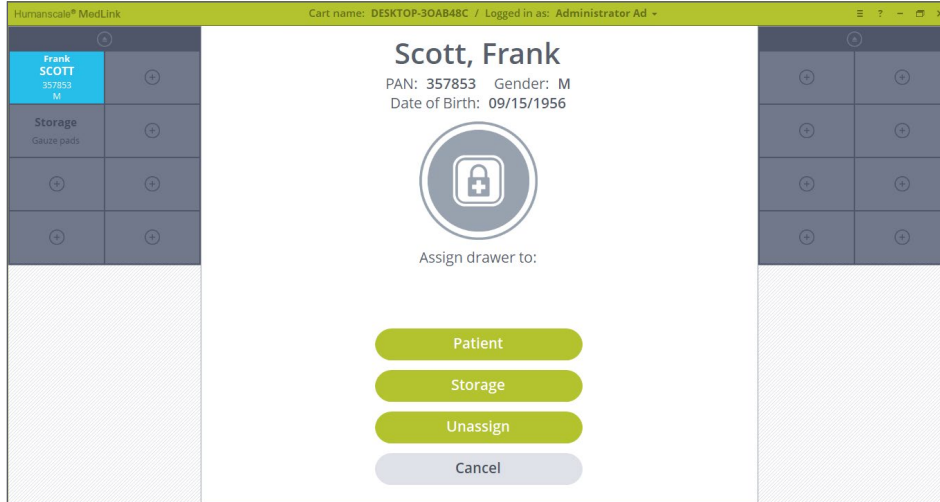 Humanscale® MedLink
Cart name: DESKTOP-3OAB48C / Logged in as: Administrator Ad
?
Frank
SCOTT
357853
M
Storage
Gauze pads
Scott, Frank
PAN: 357853 Gender: M
Date of Birth: 09/15/1956
Assign drawer to:
Patient
Storage
Unassign
Cancel